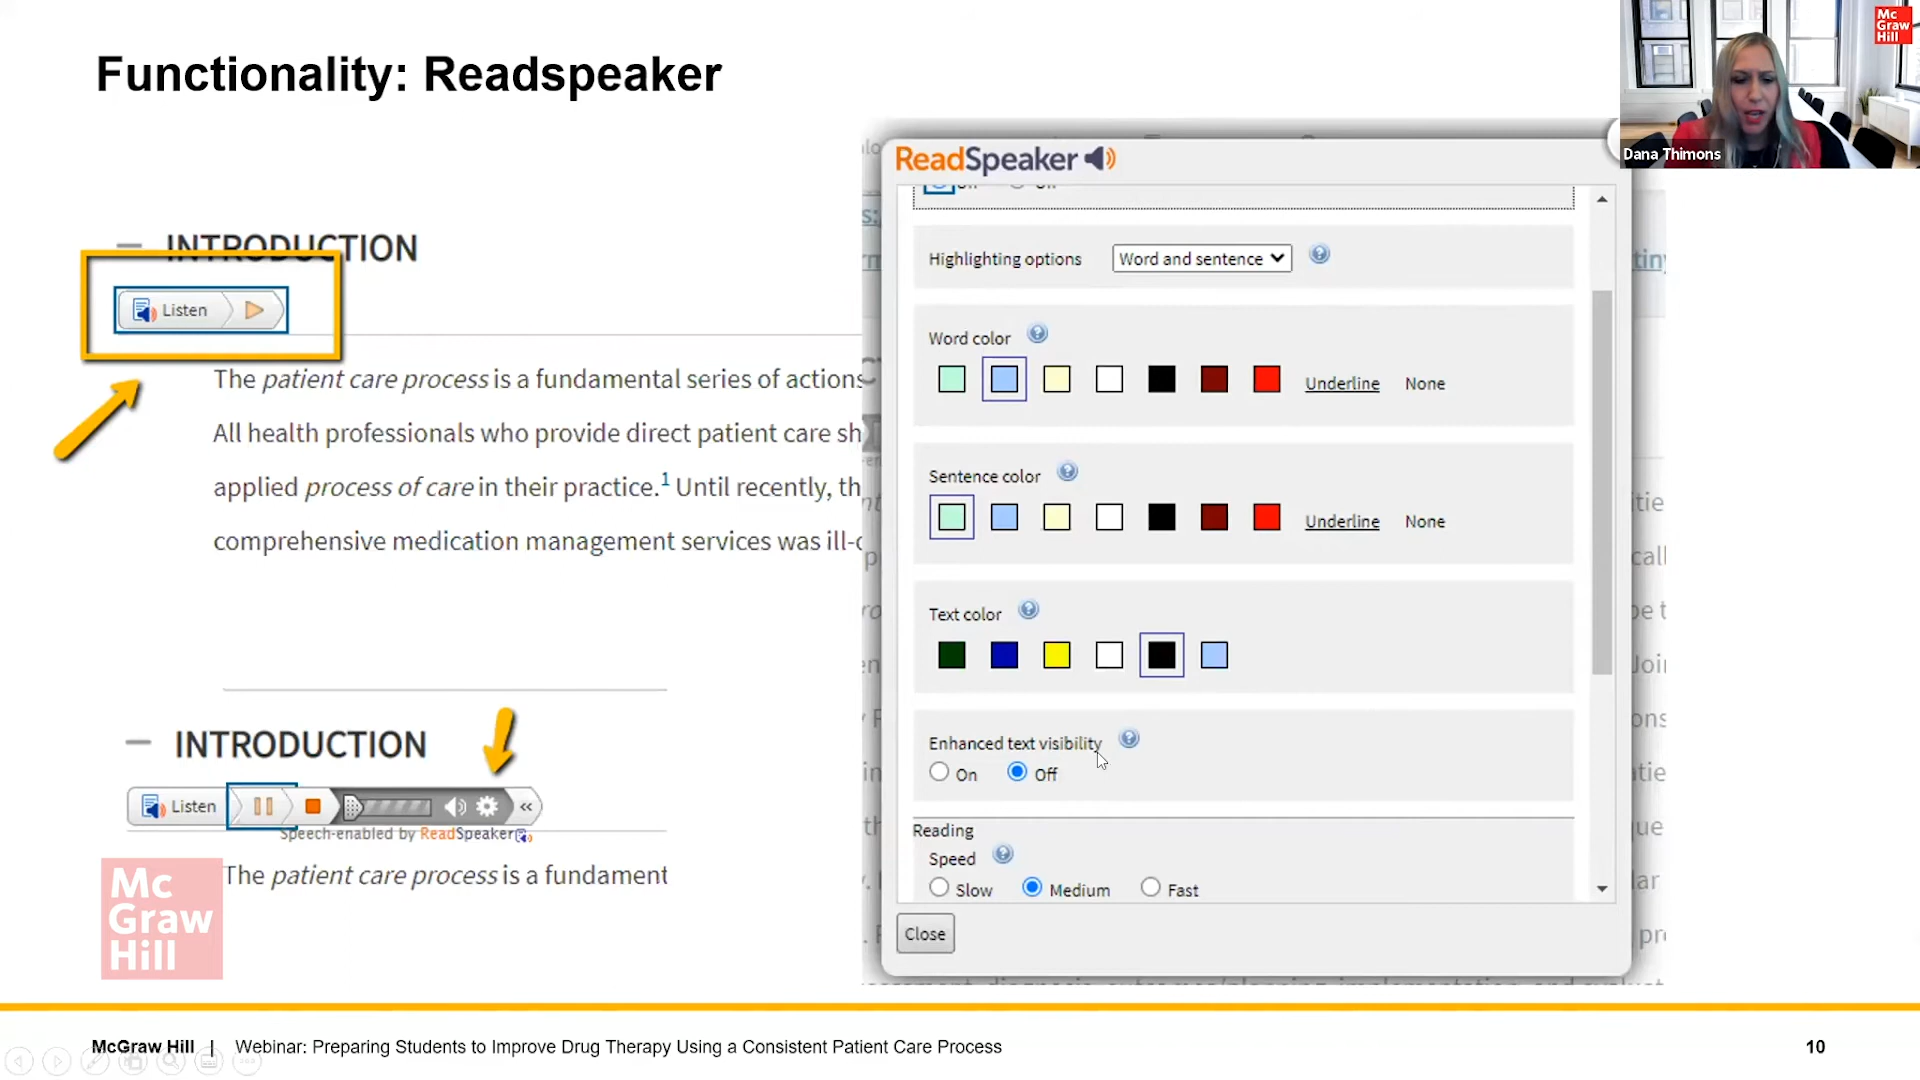 Functionality: Readspeaker
Mc
Graw
Hill
Dana Thimons
INTRODUCTION
Listen
The patient care process is a fundamental series of actions
All health professionals who provide direct patient care sh
applied process of care in their practice.1 Until recently, th
comprehensive medication management services was ill-
INTRODUCTION
Listen
Speech-enabled by ReadSpeaker
The patient care process is a fundament
Mc
Graw
Hill
ReadSpeaker
Highlighting options Word and sentence
Word color
Underline None
Sentence color
Underline None
Text color
Enhanced text visibility
On Off
Reading
Speed
Slow Medium Fast
Close
McGraw Hill | Webinar: Preparing Students to Improve Drug Therapy Using a Consistent Patient Care Process 10